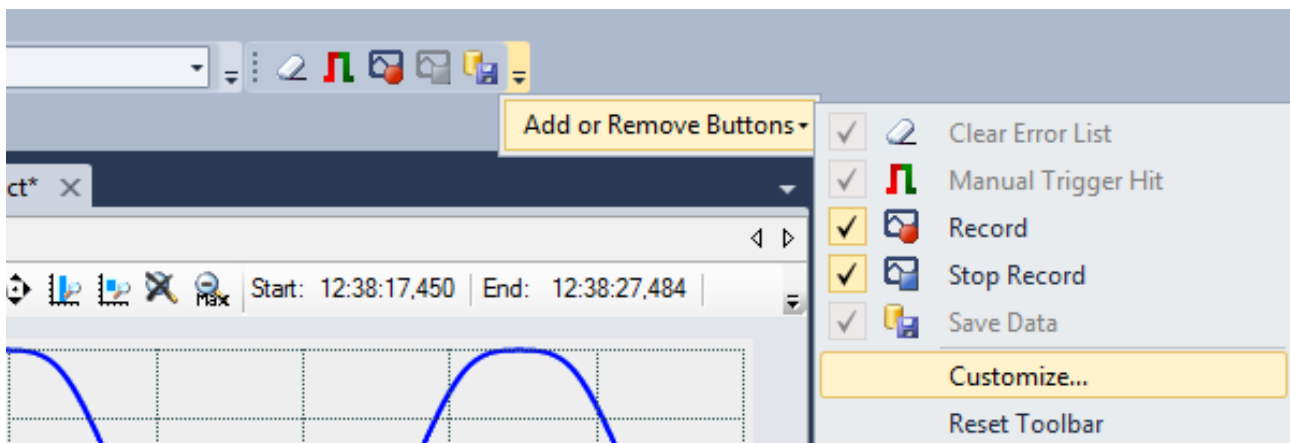 Add or Remove Buttons
Clear Error List
Manual Trigger Hit
ct*
Record
Stop Record
Max
Start: 12:38:17,450
End: 12:38:27,484
Save Data
Customize...
Reset Toolbar